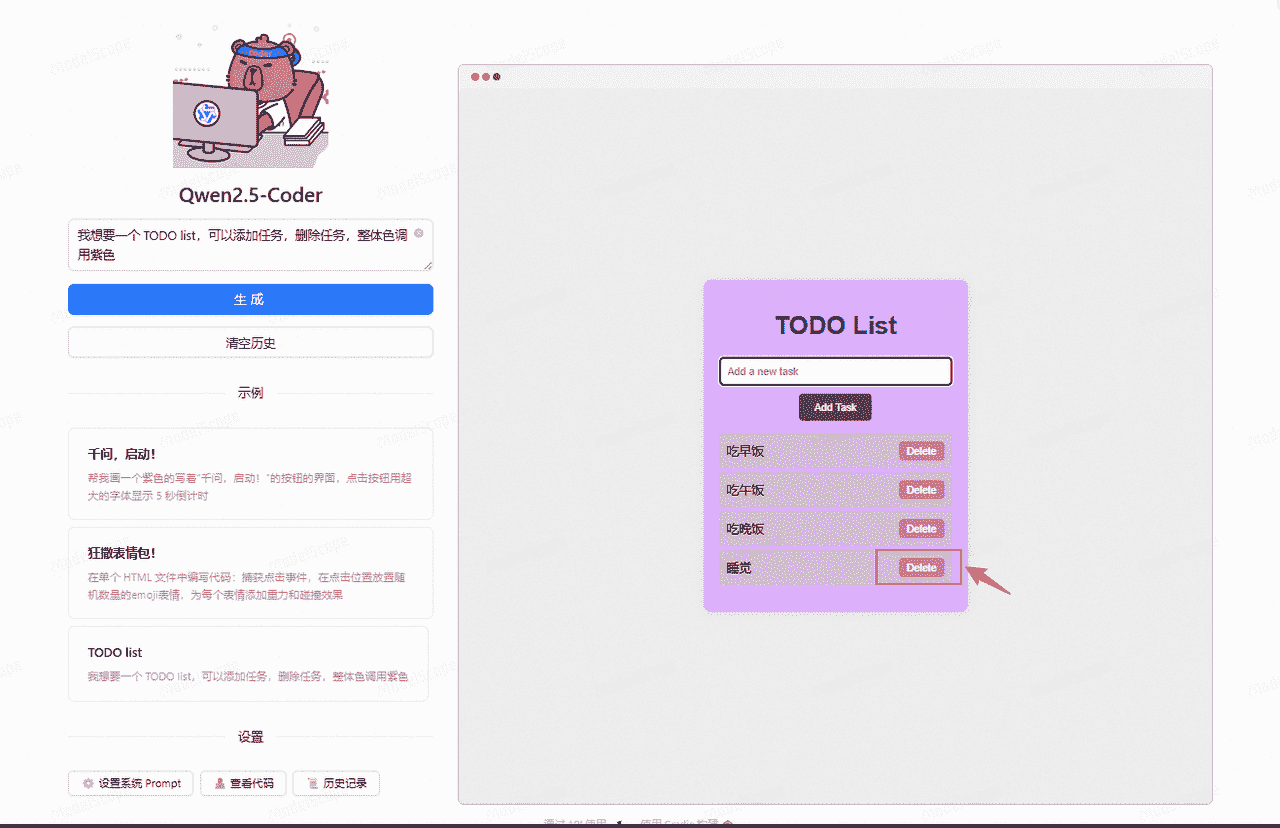 Qwen2.5-Coder
我想要一个 TODO list，可以添加任务，删除任务，整体色调
用紫色
生 成
清空历史
示例
千问，启动！
帮我画一个紫色的写着“千问，启动！”的按钮的界面，点击按钮用超
大的字体显示 5 秒倒计时
狂撒表情包！
在单个 HTML 文件中编写代码：捕获点击事件，在点击位置放置随
机数量的emoji表情，为每个表情添加重力和碰撞效果
TODO list
我想要一个 TODO list，可以添加任务，删除任务，整体色调用紫色
设置
设置系统 Prompt
查看代码
历史记录
TODO List
Add a new task
Add Task
吃早饭
Delete
吃午饭
Delete
吃晚饭
Delete
睡觉
Delete